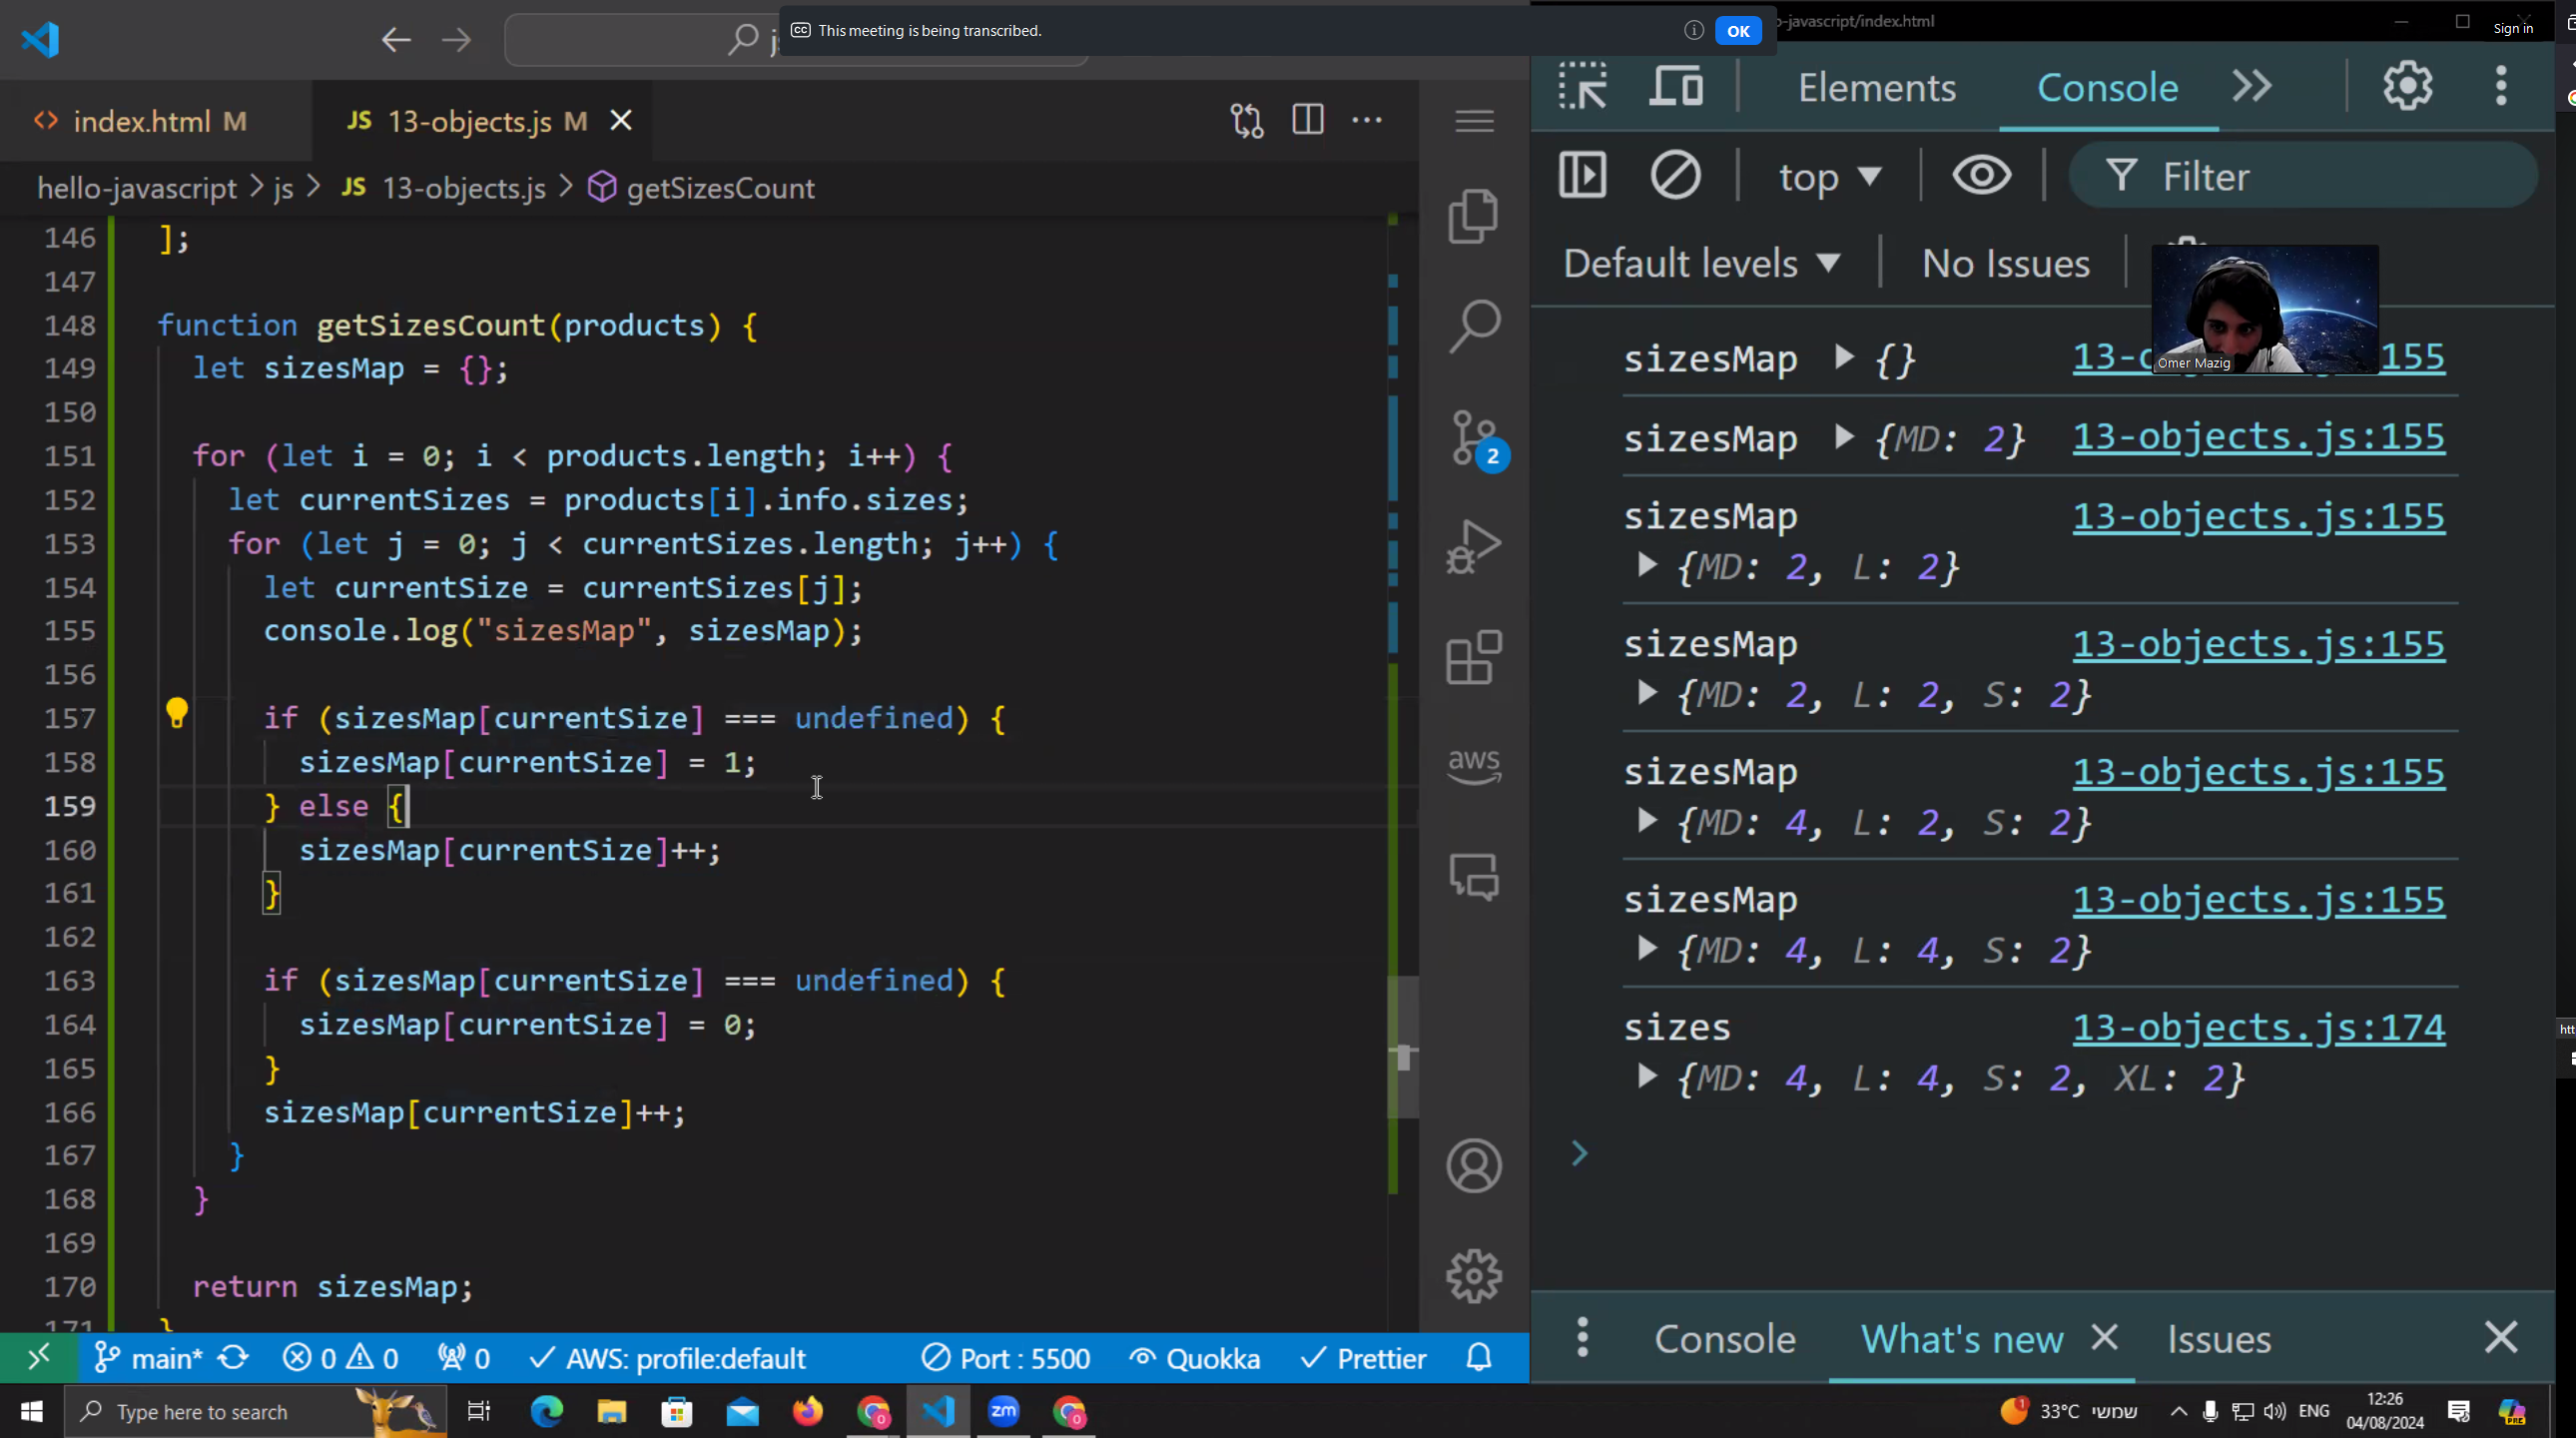 This meeting is being transcribed.
OK
o-javascript/index.html
Sign in
index.html M
JS 13-objects.js M
hello-javascript > js > JS 13-objects.js > getSizesCount
146 ];
147
148 function getSizesCount(products) {
149 let sizesMap = {};
150
151 for (let i = 0; i < products.length; i++) {
152 let currentSizes = products[i].info.sizes;
153 for (let j = 0; j < currentSizes.length; j++) {
154 let currentSize = currentSizes[j];
155 console.log("sizesMap", sizesMap);
156
157 if (sizesMap[currentSize] === undefined) {
158 sizesMap[currentSize] = 1;
159 } else {
160 sizesMap[currentSize]++;
161 }
162
163 if (sizesMap[currentSize] === undefined) {
164 sizesMap[currentSize] = 0;
165 }
166 sizesMap[currentSize]++;
167 }
168 }
169
170 return sizesMap;
171 }
2
aws
main* 0 0 0 AWS: profile:default Port : 5500 Quokka Prettier
Elements Console
top Filter
Default levels No Issues
Omer Mazig
sizesMap {} 13-o 155
sizesMap {MD: 2} 13-objects.js:155
sizesMap 13-objects.js:155
{MD: 2, L: 2}
sizesMap 13-objects.js:155
{MD: 2, L: 2, S: 2}
sizesMap 13-objects.js:155
{MD: 4, L: 2, S: 2}
sizesMap 13-objects.js:155
{MD: 4, L: 4, S: 2}
sizes 13-objects.js:174
{MD: 4, L: 4, S: 2, XL: 2}
Console What's new Issues
htt
Type here to search
zm
1
33°C שמשי
ENG
12:26
04/08/2024
PRE